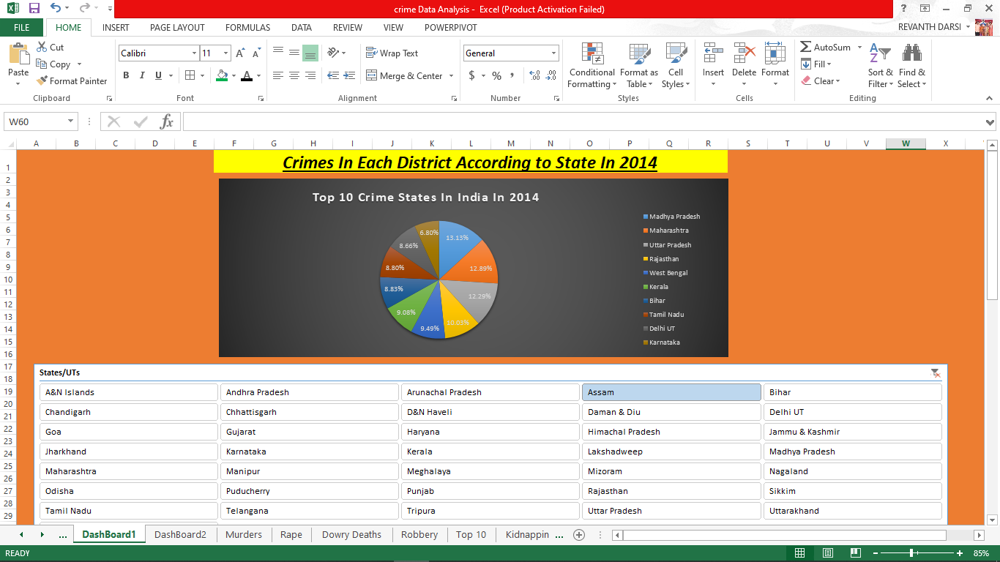 crime Data Analysis - Excel (Product Activation Failed)
FILE HOME INSERT PAGE LAYOUT FORMULAS DATA REVIEW VIEW POWERPIVOT REVANTH DARSI
Cut
Copy
Format Painter
Paste
Clipboard
Calibri 11
B I U
Font
Wrap Text
Merge & Center
Alignment
General
$ % ,
Number
Conditional Formatting
Format as Table
Cell Styles
Styles
Insert Delete Format
Cells
AutoSum
Fill
Clear
Sort & Filter
Find & Select
Editing
W60 fx
A B C D E F G H I J K L M N O P Q R S T U V W X
1
2
3
4
5
6
7
8
9
10
11
12
13
14
15
16
17
18
19
20
21
22
23
24
25
26
27
28
29
Crimes In Each District According to State In 2014
Top 10 Crime States In India In 2014
13.13%
12.89%
12.29%
10.03%
9.49%
9.08%
8.83%
8.80%
8.66%
6.80%
Madhya Pradesh
Maharashtra
Uttar Pradesh
Rajasthan
West Bengal
Kerala
Bihar
Tamil Nadu
Delhi UT
Karnataka
States/UTs
A&N Islands Andhra Pradesh Arunachal Pradesh Assam Bihar
Chandigarh Chhattisgarh D&N Haveli Daman & Diu Delhi UT
Goa Gujarat Haryana Himachal Pradesh Jammu & Kashmir
Jharkhand Karnataka Kerala Lakshadweep Madhya Pradesh
Maharashtra Manipur Meghalaya Mizoram Nagaland
Odisha Puducherry Punjab Rajasthan Sikkim
Tamil Nadu Telangana Tripura Uttar Pradesh Uttarakhand
... DashBoard1 DashBoard2 Murders Rape Dowry Deaths Robbery Top 10 Kidnappin ...
READY 85%